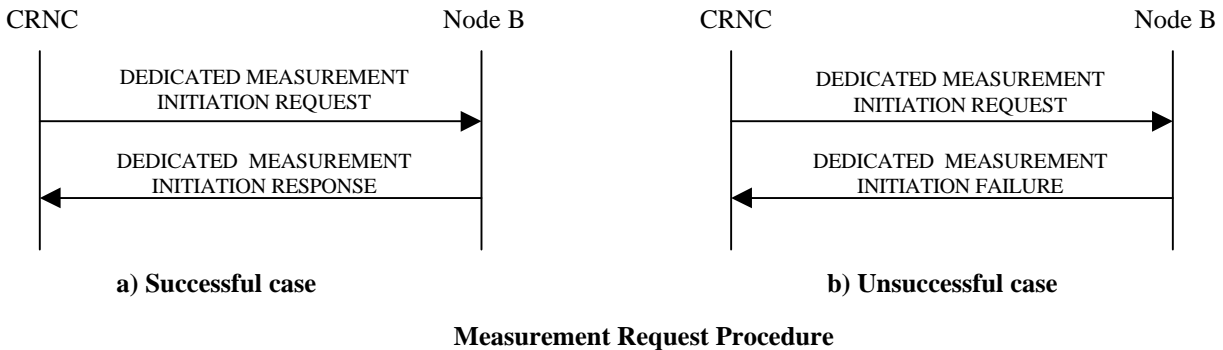 CRNC
Node B
DEDICATED MEASUREMENT
INITIATION REQUEST
DEDICATED MEASUREMENT
INITIATION RESPONSE
a) Successful case
CRNC
Node B
DEDICATED MEASUREMENT
INITIATION REQUEST
DEDICATED MEASUREMENT
INITIATION FAILURE
b) Unsuccessful case
Measurement Request Procedure